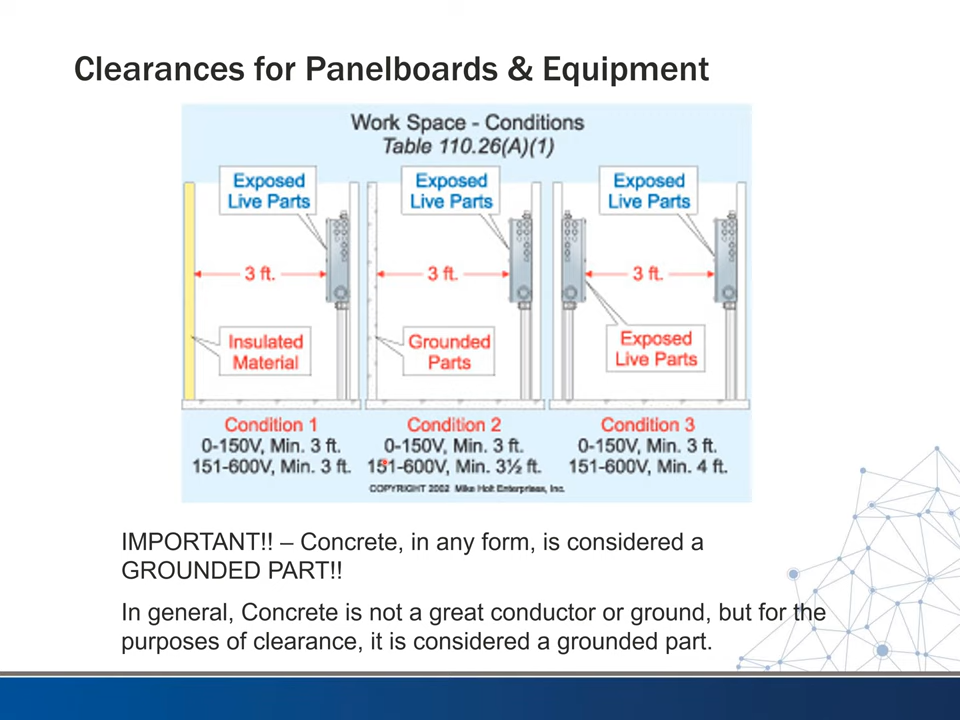 Clearances for Panelboards & Equipment
Work Space - Conditions
Table 110.26(A)(1)
Exposed
Live Parts
Exposed
Live Parts
Exposed
Live Parts
3 ft.
3 ft.
3 ft.
Insulated
Material
Grounded
Parts
Exposed
Live Parts
Condition 1
0-150V, Min. 3 ft.
151-600V, Min. 3 ft.
Condition 2
0-150V, Min. 3 ft.
151-600V, Min. 3½ ft.
Condition 3
0-150V, Min. 3 ft.
151-600V, Min. 4 ft.
COPYRIGHT 2002 Mike Holt Enterprises, Inc.
IMPORTANT!! – Concrete, in any form, is considered a
GROUNDED PART!!
In general, Concrete is not a great conductor or ground, but for the
purposes of clearance, it is considered a grounded part.